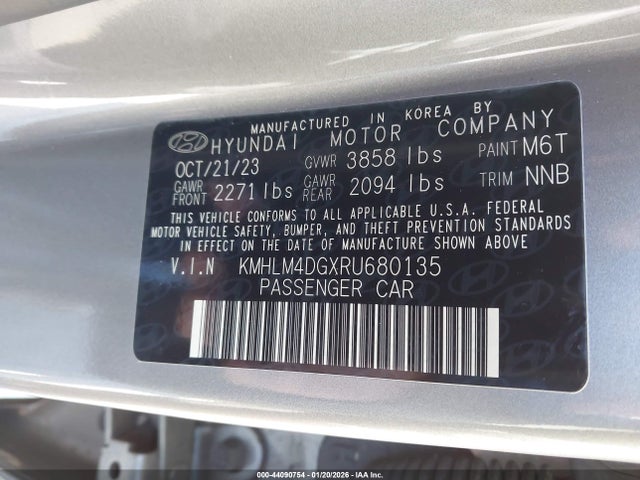 MANUFACTURED IN KOREA BY
HYUNDAI MOTOR COMPANY
OCT/21/23 GVWR 3858 lbs PAINT M6T
GAWR FRONT 2271 lbs GAWR REAR 2094 lbs TRIM NNB
THIS VEHICLE CONFORMS TO ALL APPLICABLE U.S.A. FEDERAL
MOTOR VEHICLE SAFETY, BUMPER, AND THEFT PREVENTION STANDARDS
IN EFFECT ON THE DATE OF MANUFACTURE SHOWN ABOVE
V.I.N KMHLM4DGXRU680135
PASSENGER CAR
000-44090754 - 01/20/2026 - IAA Inc.